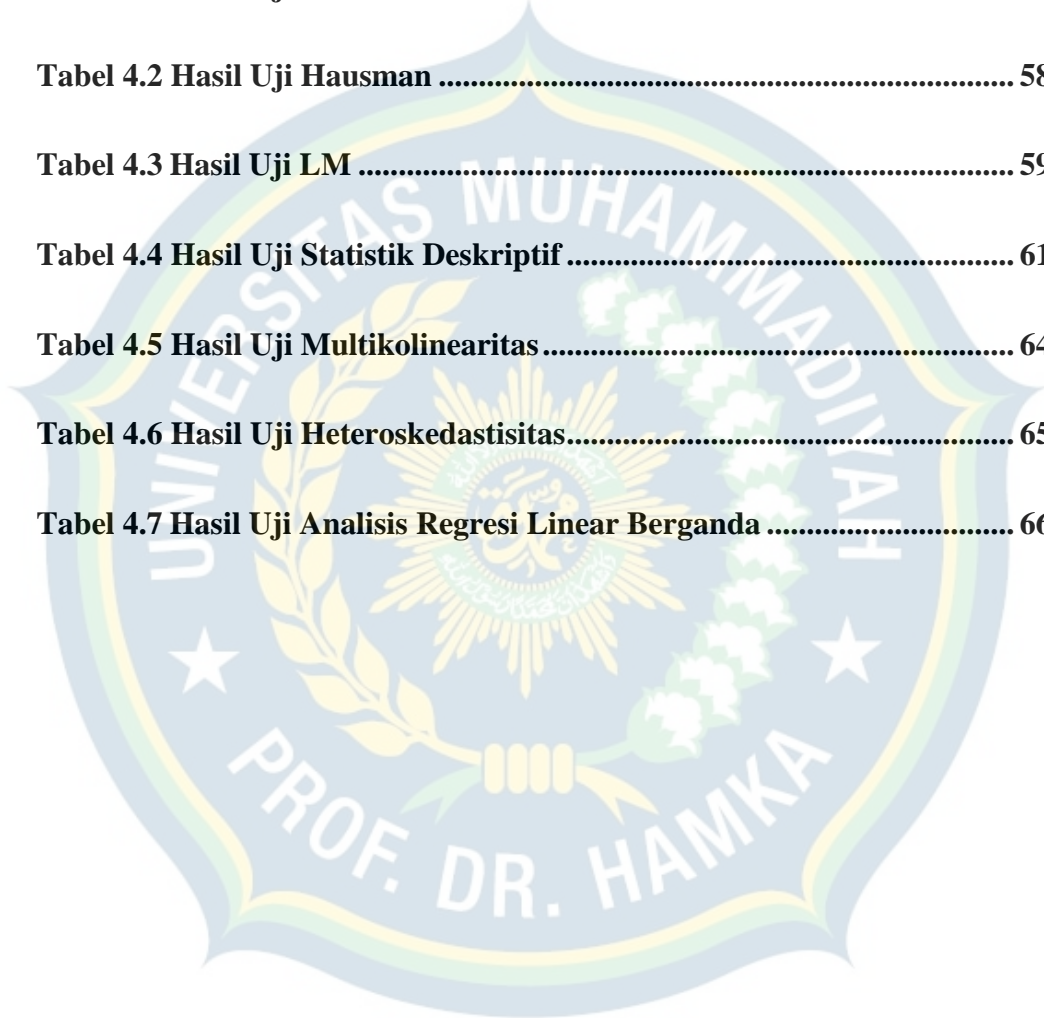 Tabel 4.2 Hasil Uji Hausman ......................................................................... 58
Tabel 4.3 Hasil Uji LM ................................................................................... 59
Tabel 4.4 Hasil Uji Statistik Deskriptif ......................................................... 61
Tabel 4.5 Hasil Uji Multikolinearitas ............................................................ 64
Tabel 4.6 Hasil Uji Heteroskedastisitas......................................................... 65
Tabel 4.7 Hasil Uji Analisis Regresi Linear Berganda ............................... 66
UNIVERSITAS MUHAMMADIYAH
PROF. DR. HAMKA